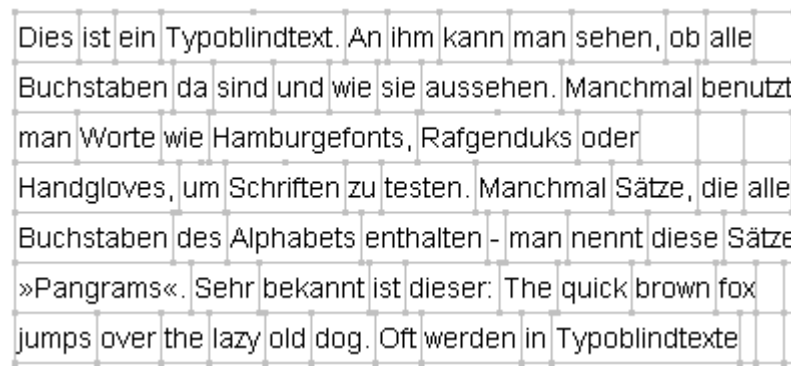 Dies ist ein Typoblindtext. An ihm kann man sehen, ob alle
Buchstaben da sind und wie sie aussehen. Manchmal benutzt
man Worte wie Hamburgefonts, Rafgenduks oder
Handgloves, um Schriften zu testen. Manchmal Sätze, die alle
Buchstaben des Alphabets enthalten - man nennt diese Sätze
»Pangrams«. Sehr bekannt ist dieser: The quick brown fox
jumps over the lazy old dog. Oft werden in Typoblindtexte